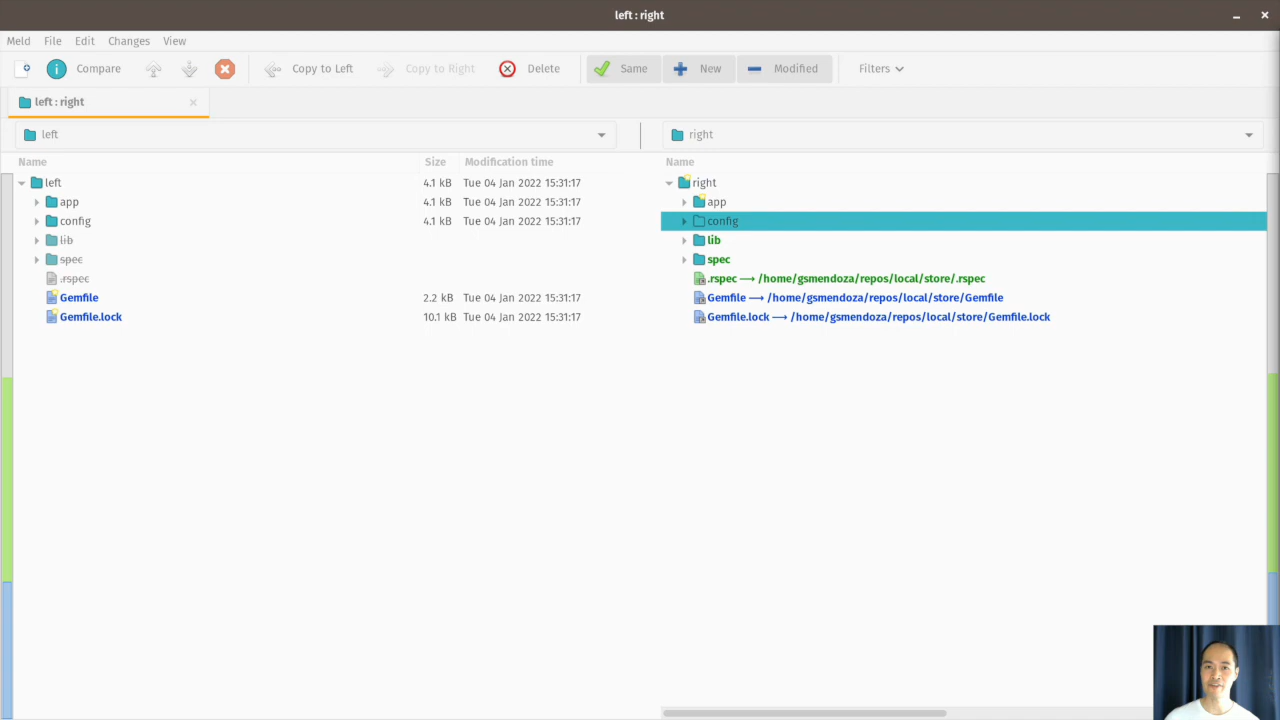 left : right
Meld File Edit Changes View
Compare Copy to Left Copy to Right Delete Same New Modified Filters
left : right
left right
Name Size Modification time Name
left 4.1 kB Tue 04 Jan 2022 15:31:17 right
app 4.1 kB Tue 04 Jan 2022 15:31:17 app
config 4.1 kB Tue 04 Jan 2022 15:31:17 config
lib lib
spec spec
.rspec .rspec ⟶ /home/gsmendoza/repos/local/store/.rspec
Gemfile 2.2 kB Tue 04 Jan 2022 15:31:17 Gemfile ⟶ /home/gsmendoza/repos/local/store/Gemfile
Gemfile.lock 10.1 kB Tue 04 Jan 2022 15:31:17 Gemfile.lock ⟶ /home/gsmendoza/repos/local/store/Gemfile.lock